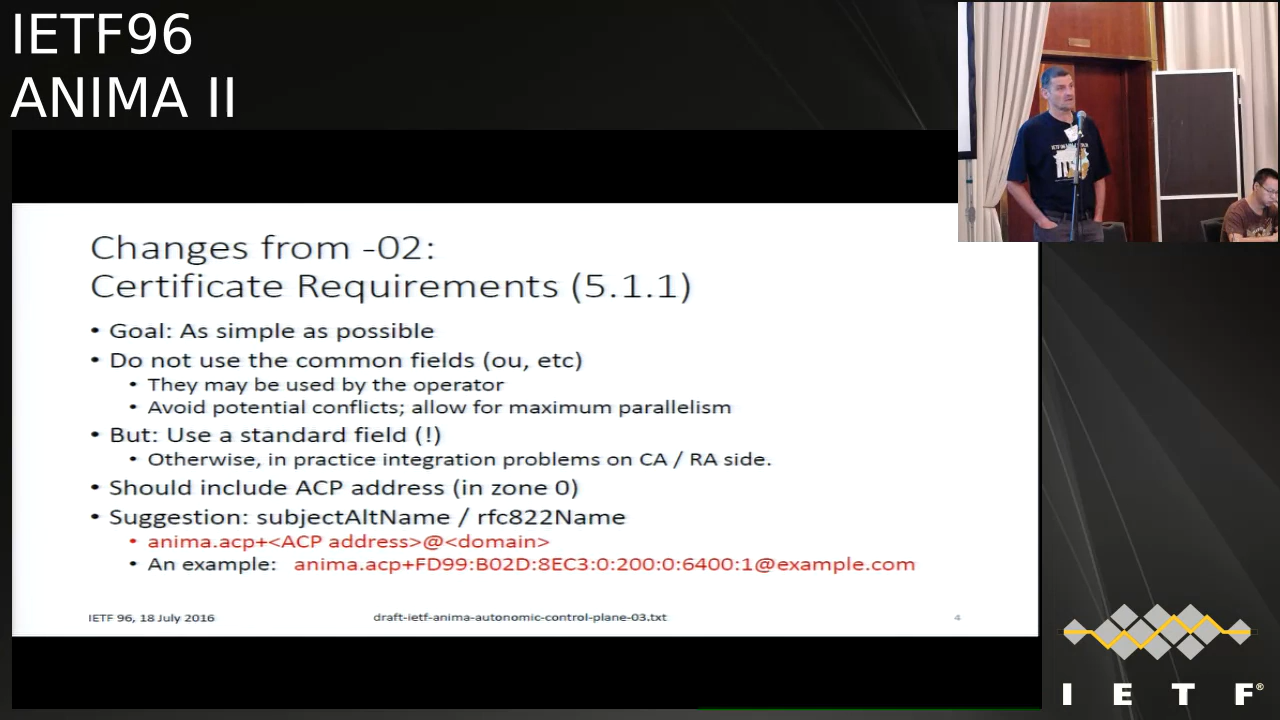 IETF96
ANIMA II
Changes from -02:
Certificate Requirements (5.1.1)
• Goal: As simple as possible
• Do not use the common fields (ou, etc)
• They may be used by the operator
• Avoid potential conflicts; allow for maximum parallelism
• But: Use a standard field (!)
• Otherwise, in practice integration problems on CA / RA side.
• Should include ACP address (in zone 0)
• Suggestion: subjectAltName / rfc822Name
• anima.acp+<ACP address>@<domain>
• An example: anima.acp+FD99:B02D:8EC3:0:200:0:6400:1@example.com
IETF 96, 18 July 2016
draft-ietf-anima-autonomic-control-plane-03.txt
4
I E T F®